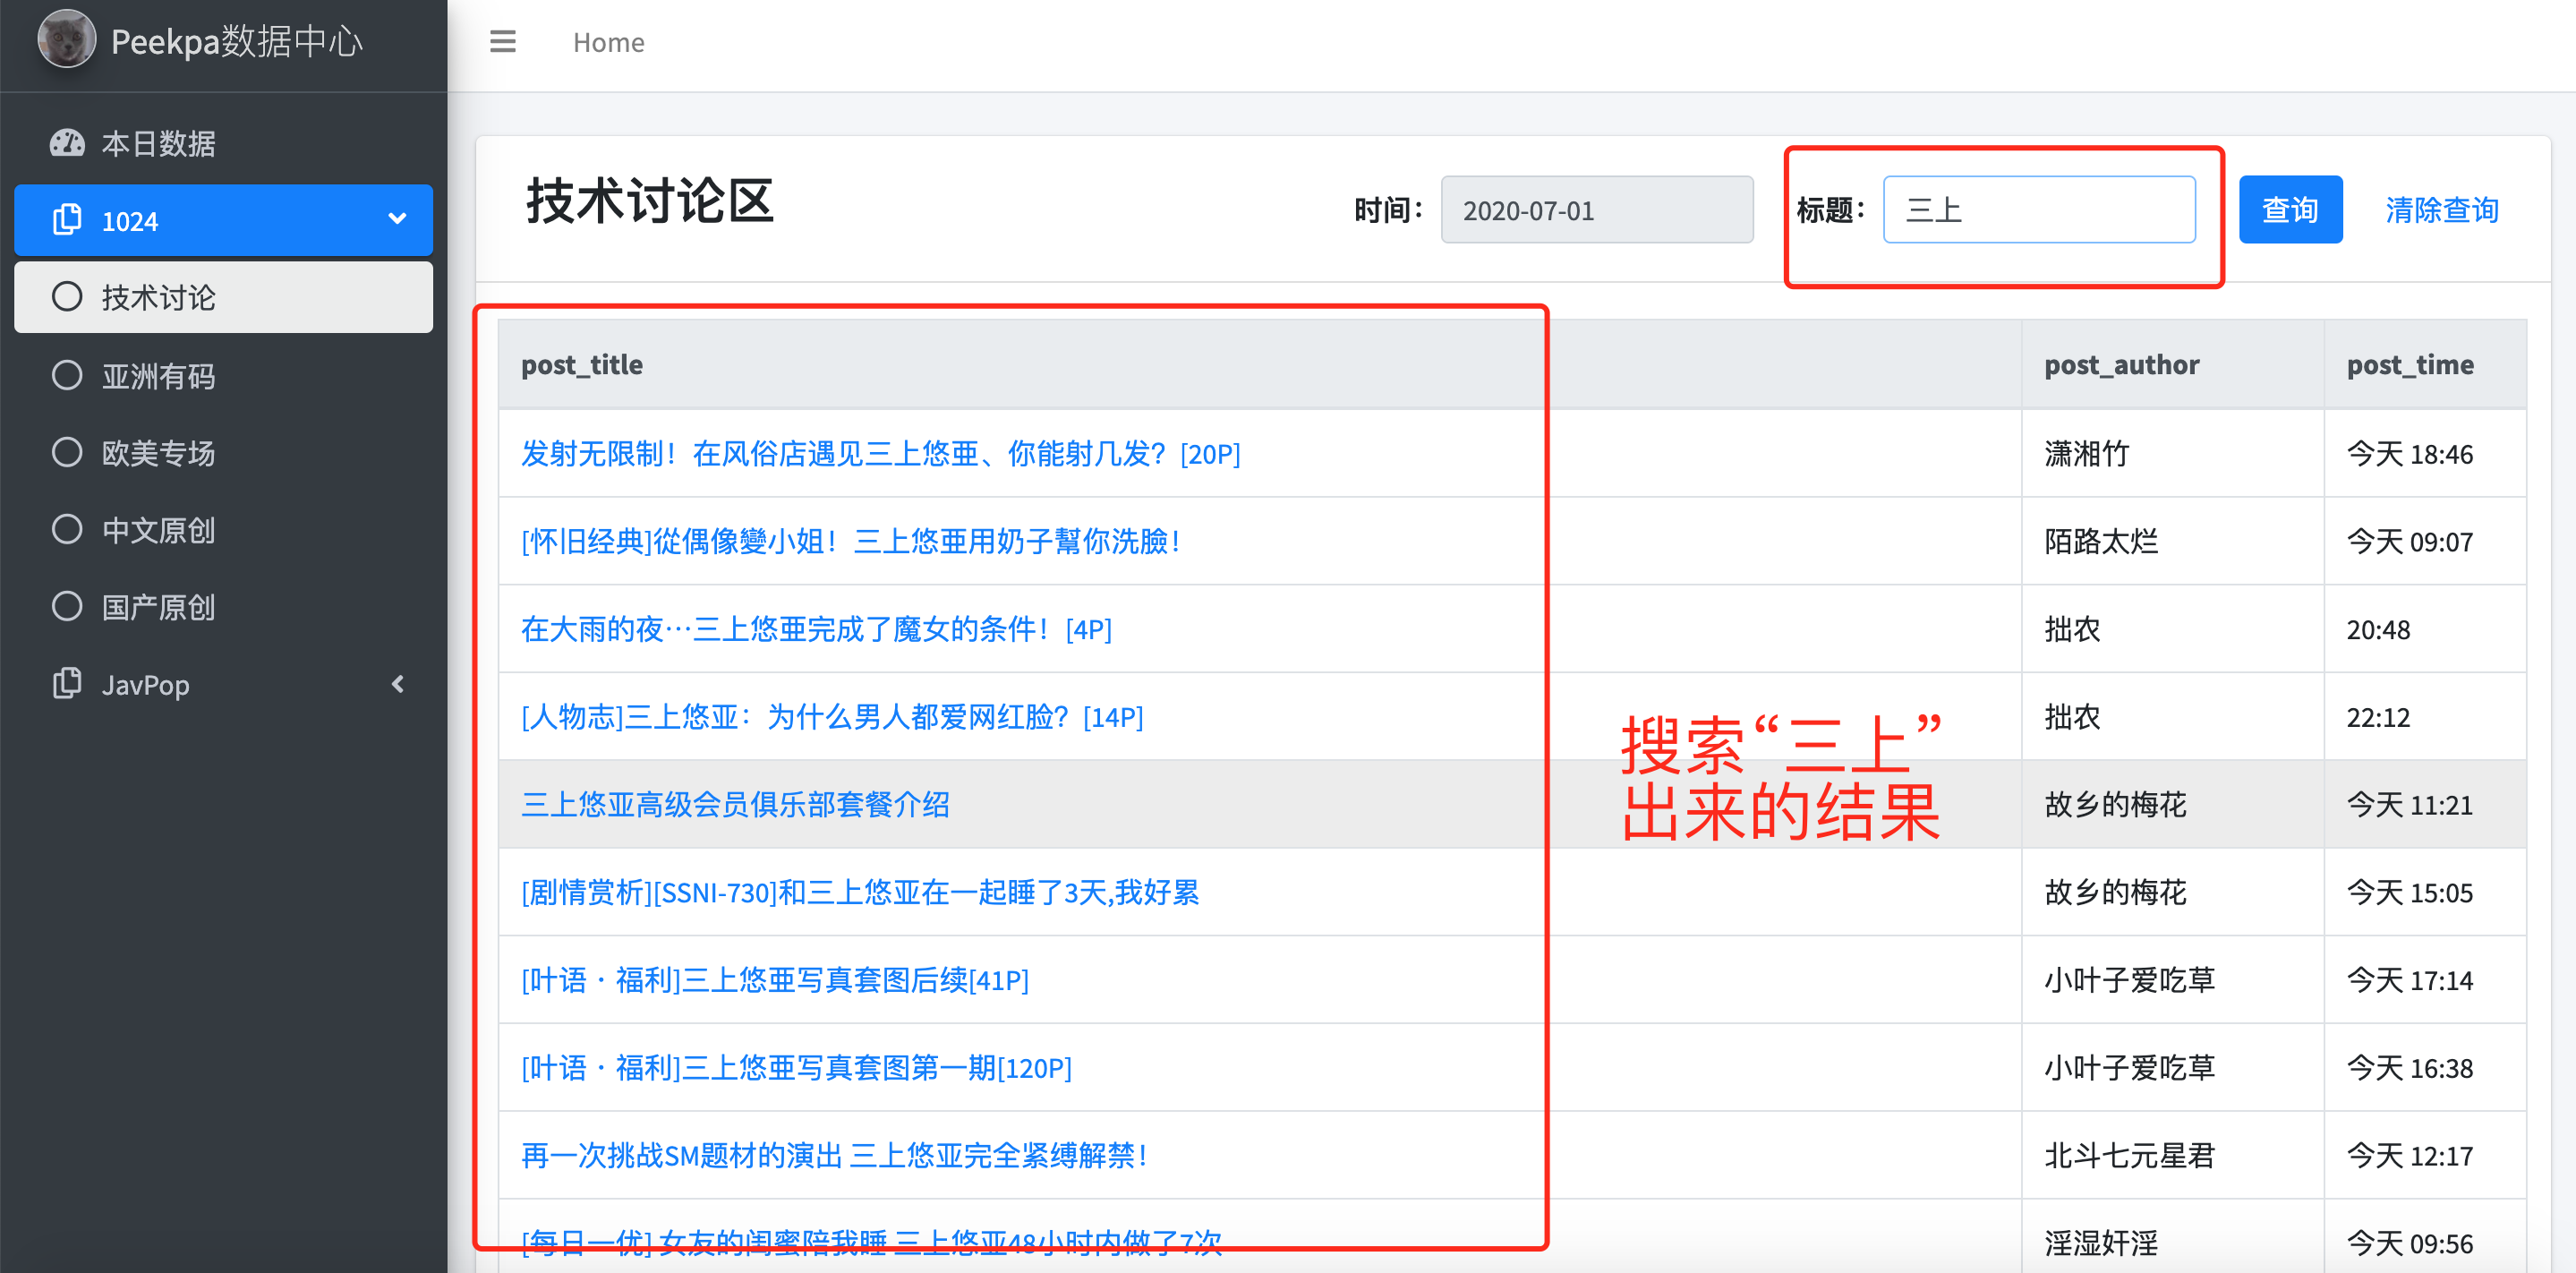 Peekpa数据中心
Home
本日数据
1024
技术讨论
亚洲有码
欧美专场
中文原创
国产原创
JavPop
技术讨论区
时间： 2020-07-01 标题： 三上 查询 清除查询
post_title post_author post_time
发射无限制！在风俗店遇见三上悠亜、你能射几发？[20P] 潇湘竹 今天 18:46
[怀旧经典]從偶像變小姐！三上悠亜用奶子幫你洗臉！ 陌路太烂 今天 09:07
在大雨的夜…三上悠亜完成了魔女的条件！[4P] 拙农 20:48
[人物志]三上悠亚：为什么男人都爱网红脸？[14P] 拙农 22:12
三上悠亚高级会员俱乐部套餐介绍 故乡的梅花 今天 11:21
[剧情赏析][SSNI-730]和三上悠亚在一起睡了3天,我好累 故乡的梅花 今天 15:05
[叶语·福利]三上悠亜写真套图后续[41P] 小叶子爱吃草 今天 17:14
[叶语·福利]三上悠亜写真套图第一期[120P] 小叶子爱吃草 今天 16:38
再一次挑战SM题材的演出 三上悠亚完全紧缚解禁！ 北斗七元星君 今天 12:17
[每日一优] 女友的闺蜜陪我睡 三上悠亚48小时内做了7次 淫湿奸淫 今天 09:56
搜索“三上”
出来的结果